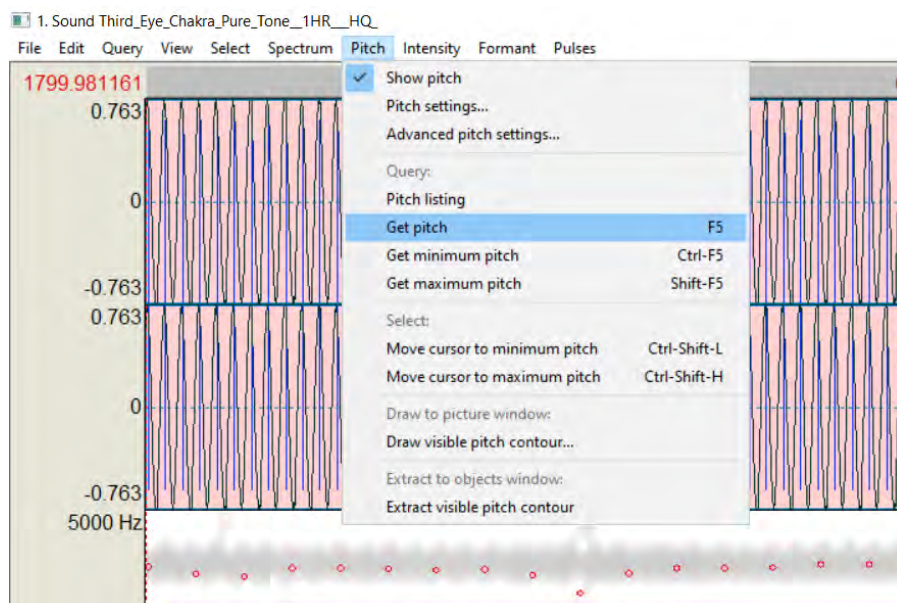 1. Sound Third_Eye_Chakra_Pure_Tone__1HR___HQ_
File Edit Query View Select Spectrum Pitch Intensity Formant Pulses
1799.981161
0.763
0
-0.763
0.763
0
-0.763
5000 Hz
Show pitch
Pitch settings...
Advanced pitch settings...
Query:
Pitch listing
Get pitch F5
Get minimum pitch Ctrl-F5
Get maximum pitch Shift-F5
Select:
Move cursor to minimum pitch Ctrl-Shift-L
Move cursor to maximum pitch Ctrl-Shift-H
Draw to picture window:
Draw visible pitch contour...
Extract to objects window:
Extract visible pitch contour